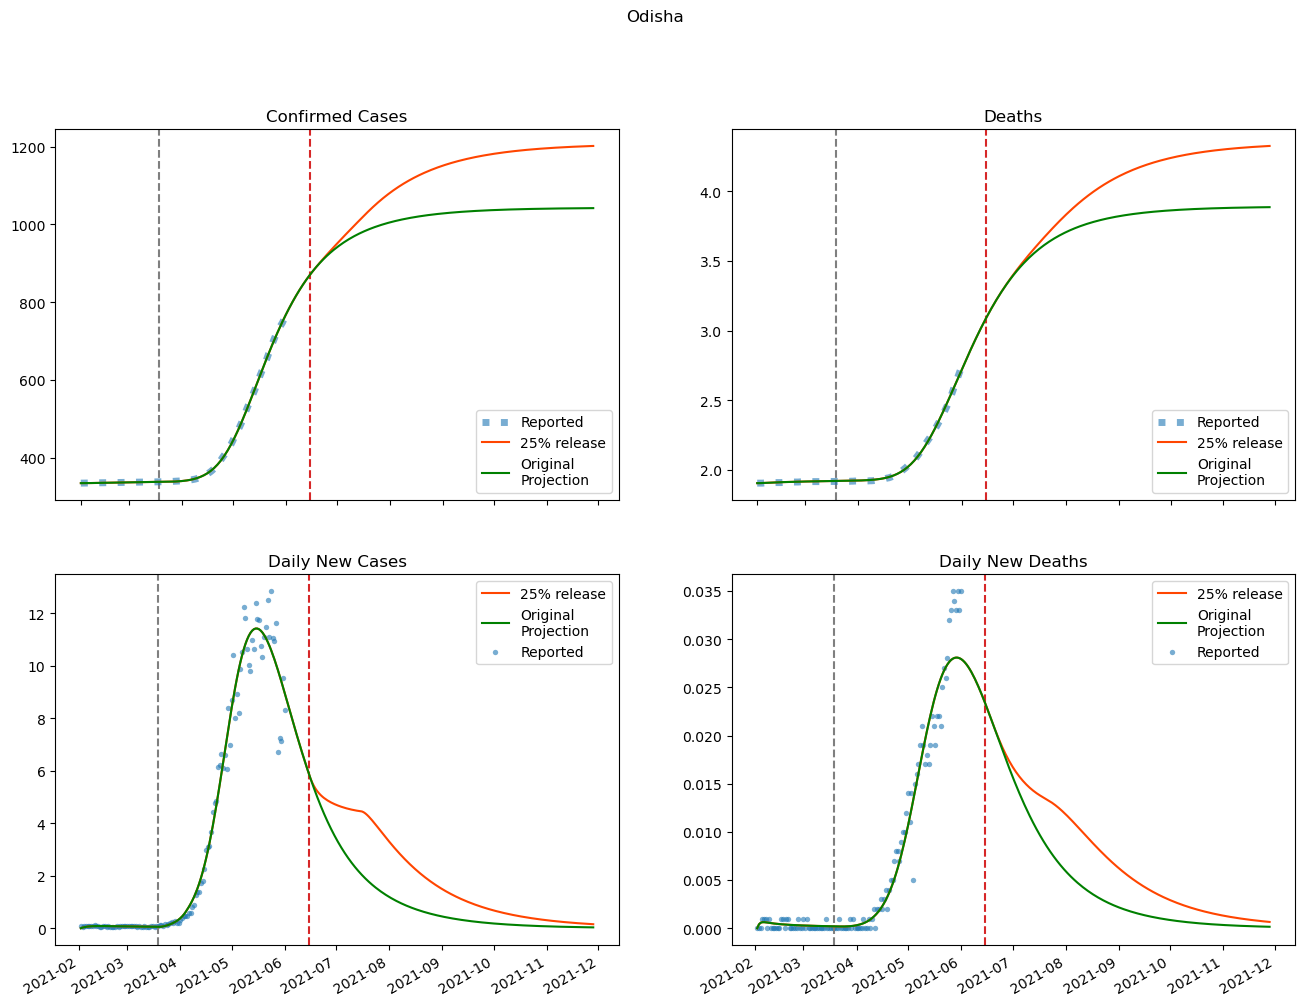 Odisha
Confirmed Cases
1200
1000
800
600
400
Reported
25% release
Original
Projection
Deaths
4.0
3.5
3.0
2.5
2.0
Reported
25% release
Original
Projection
Daily New Cases
12
10
8
6
4
2
0
25% release
Original
Projection
Reported
2021-02
2021-03
2021-04
2021-05
2021-06
2021-07
2021-08
2021-09
2021-10
2021-11
2021-12
Daily New Deaths
0.035
0.030
0.025
0.020
0.015
0.010
0.005
0.000
25% release
Original
Projection
Reported
2021-02
2021-03
2021-04
2021-05
2021-06
2021-07
2021-08
2021-09
2021-10
2021-11
2021-12